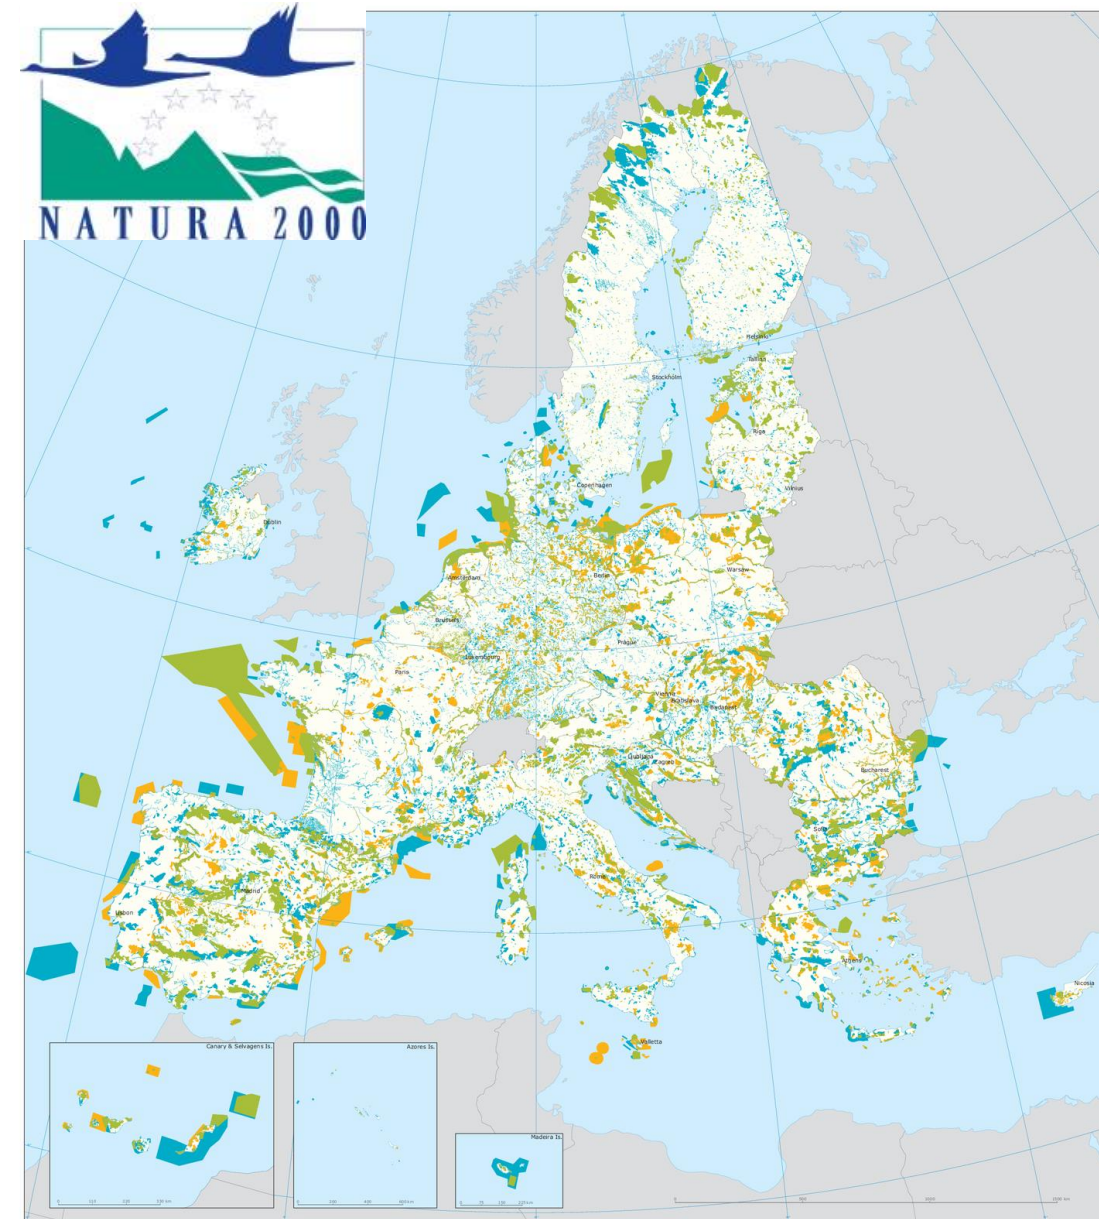 NATURA 2000
Helsinki
Tallinn
Stockholm
Riga
Copenhagen
Vilnius
Dublin
Amsterdam
Berlin
Warsaw
Brussels
Prague
Luxembourg
Paris
Vienna
Bratislava
Budapest
Ljubljana
Zagreb
Bucharest
Sofia
Roma
Madrid
Lisbon
Athens
Nicosia
Valletta
Canary & Selvagens Is.
Azores Is.
Madeira Is.